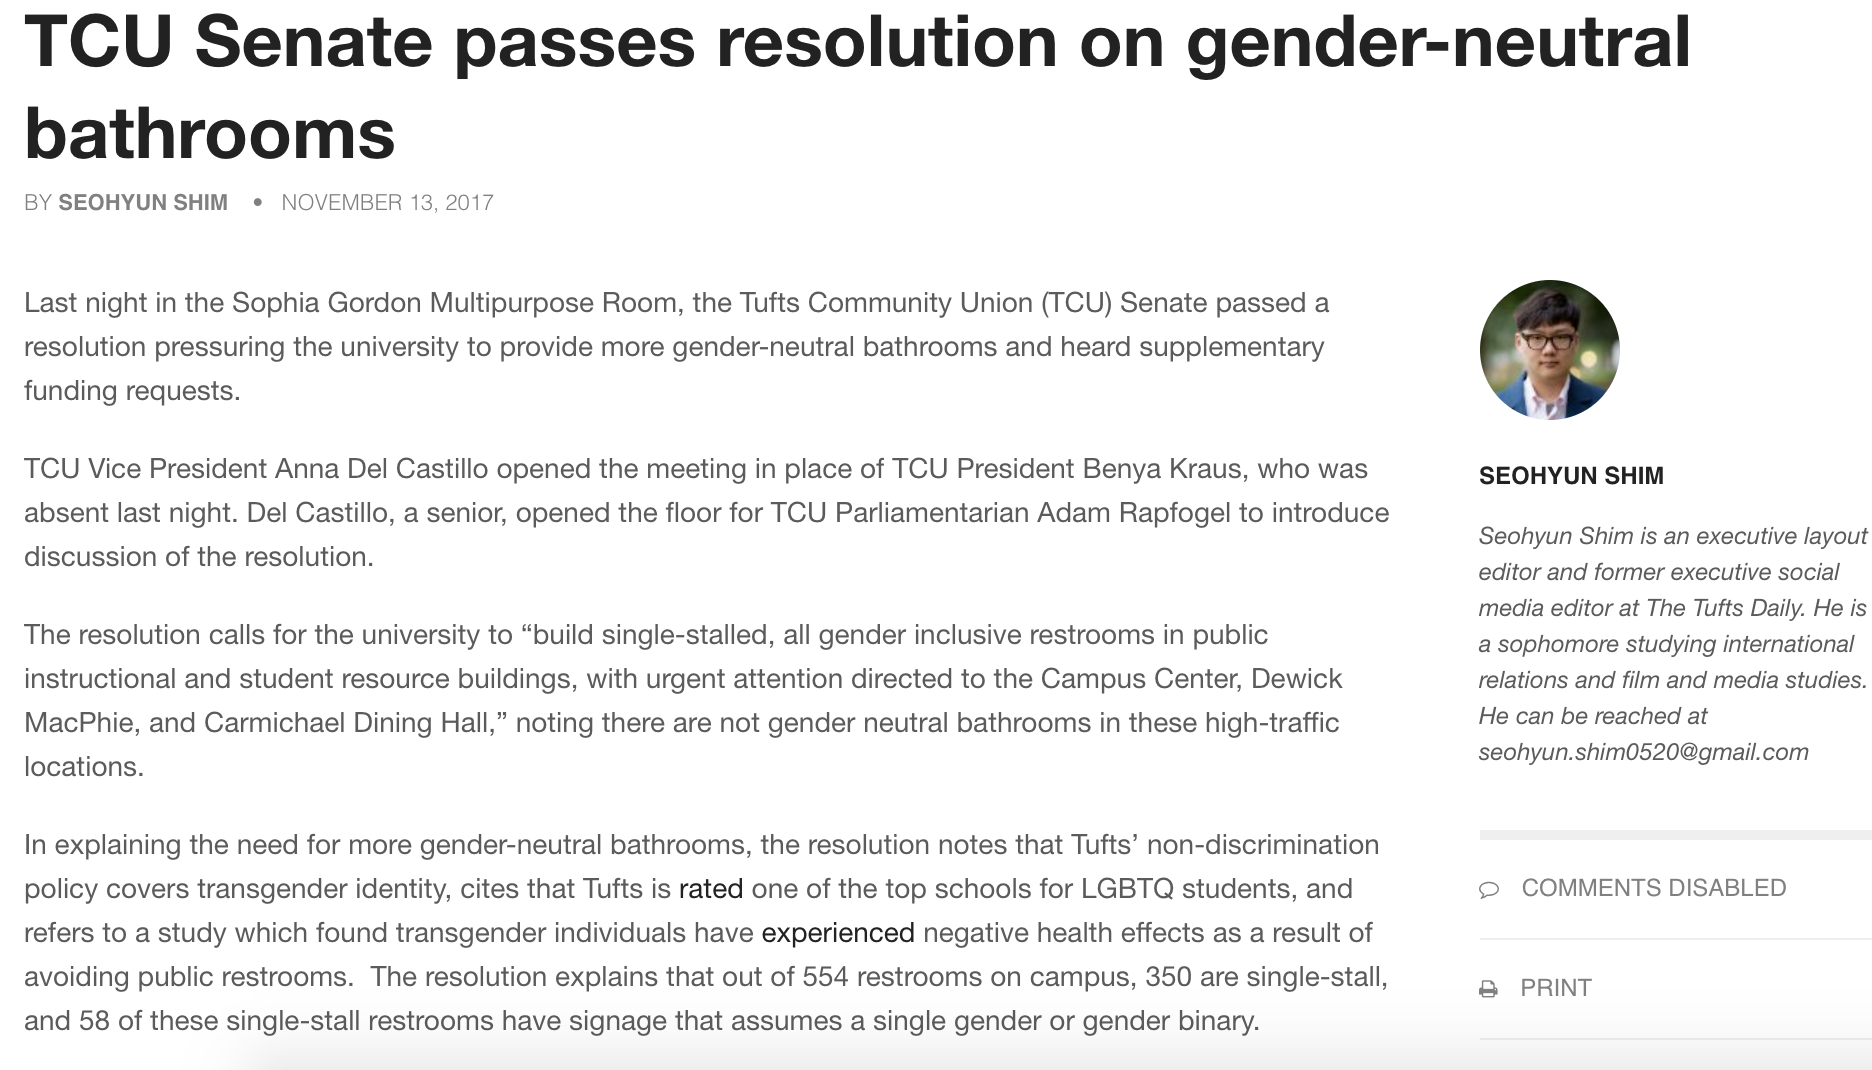 TCU Senate passes resolution on gender-neutral
bathrooms
BY SEOHYUN SHIM • NOVEMBER 13, 2017
Last night in the Sophia Gordon Multipurpose Room, the Tufts Community Union (TCU) Senate passed a
resolution pressuring the university to provide more gender-neutral bathrooms and heard supplementary
funding requests.
TCU Vice President Anna Del Castillo opened the meeting in place of TCU President Benya Kraus, who was
absent last night. Del Castillo, a senior, opened the floor for TCU Parliamentarian Adam Rapfogel to introduce
discussion of the resolution.
The resolution calls for the university to “build single-stalled, all gender inclusive restrooms in public
instructional and student resource buildings, with urgent attention directed to the Campus Center, Dewick
MacPhie, and Carmichael Dining Hall,” noting there are not gender neutral bathrooms in these high-traffic
locations.
In explaining the need for more gender-neutral bathrooms, the resolution notes that Tufts’ non-discrimination
policy covers transgender identity, cites that Tufts is rated one of the top schools for LGBTQ students, and
refers to a study which found transgender individuals have experienced negative health effects as a result of
avoiding public restrooms.  The resolution explains that out of 554 restrooms on campus, 350 are single-stall,
and 58 of these single-stall restrooms have signage that assumes a single gender or gender binary.
SEOHYUN SHIM
Seohyun Shim is an executive layout
editor and former executive social
media editor at The Tufts Daily. He is
a sophomore studying international
relations and film and media studies.
He can be reached at
seohyun.shim0520@gmail.com
COMMENTS DISABLED
PRINT